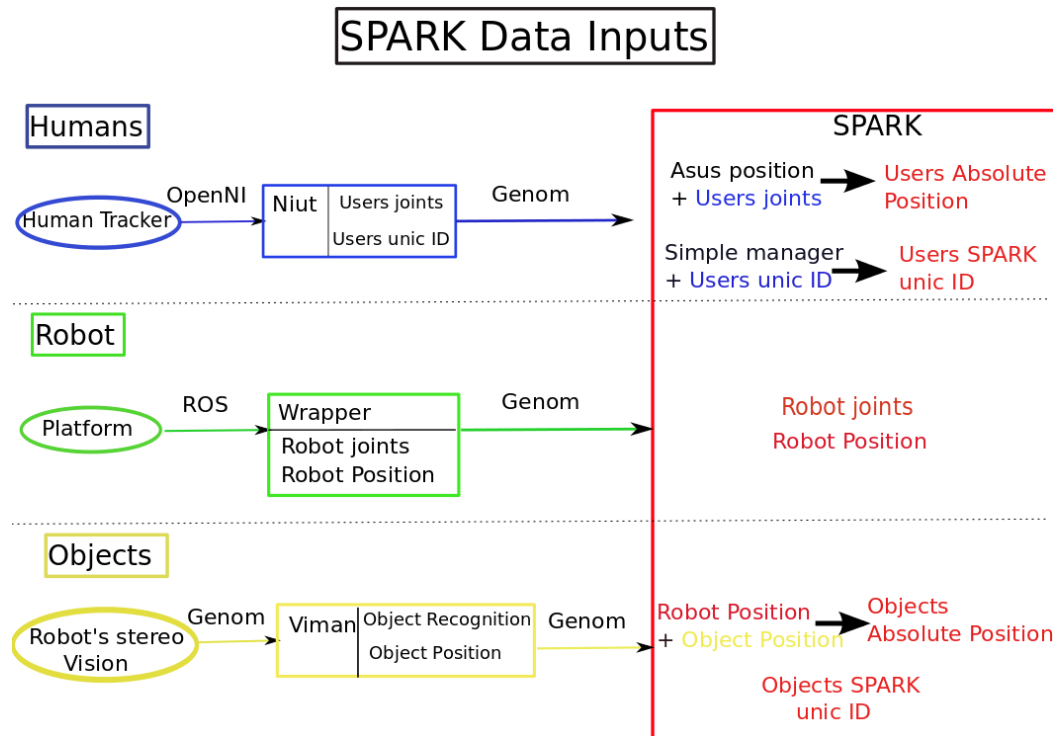 SPARK Data Inputs
Humans
SPARK
Human Tracker
OpenNI
Niut
Users joints
Users unic ID
Genom
Asus position
+ Users joints
Users Absolute
Position
Simple manager
+ Users unic ID
Users SPARK
unic ID
Robot
Platform
ROS
Wrapper
Robot joints
Robot Position
Genom
Robot joints
Robot Position
Objects
Robot's stereo
Vision
Genom
Viman
Object Recognition
Object Position
Genom
Robot Position
+ Object Position
Objects
Absolute Position
Objects SPARK
unic ID